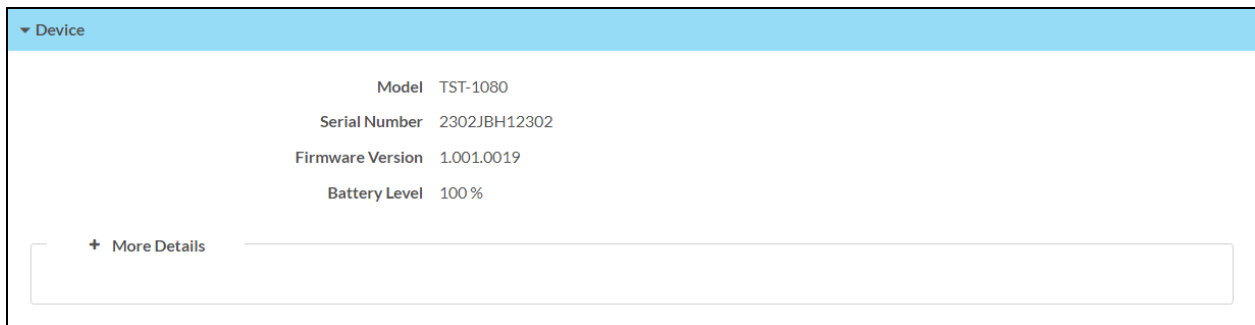 Device
Model TST-1080
Serial Number 2302JBH12302
Firmware Version 1.001.0019
Battery Level 100 %
+ More Details